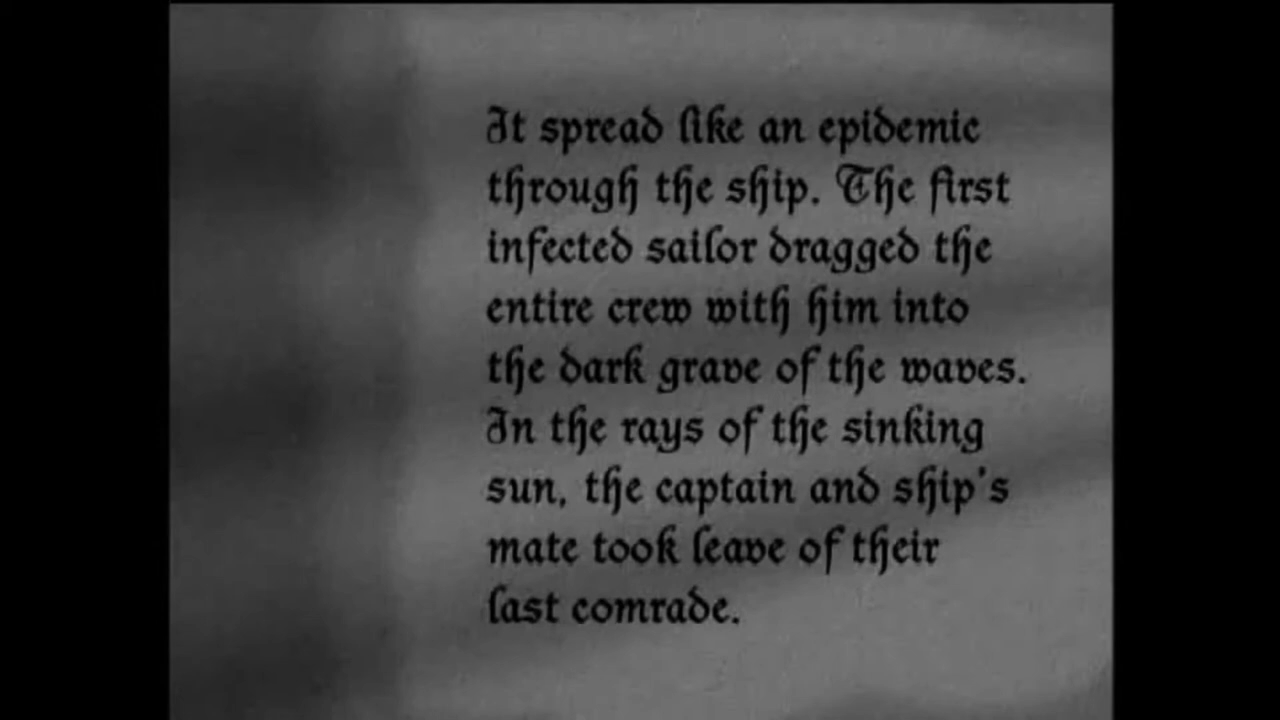 It spread like an epidemic
through the ship. The first
infected sailor dragged the
entire crew with him into
the dark grave of the waves.
In the rays of the sinking
sun, the captain and ship's
mate took leave of their
last comrade.